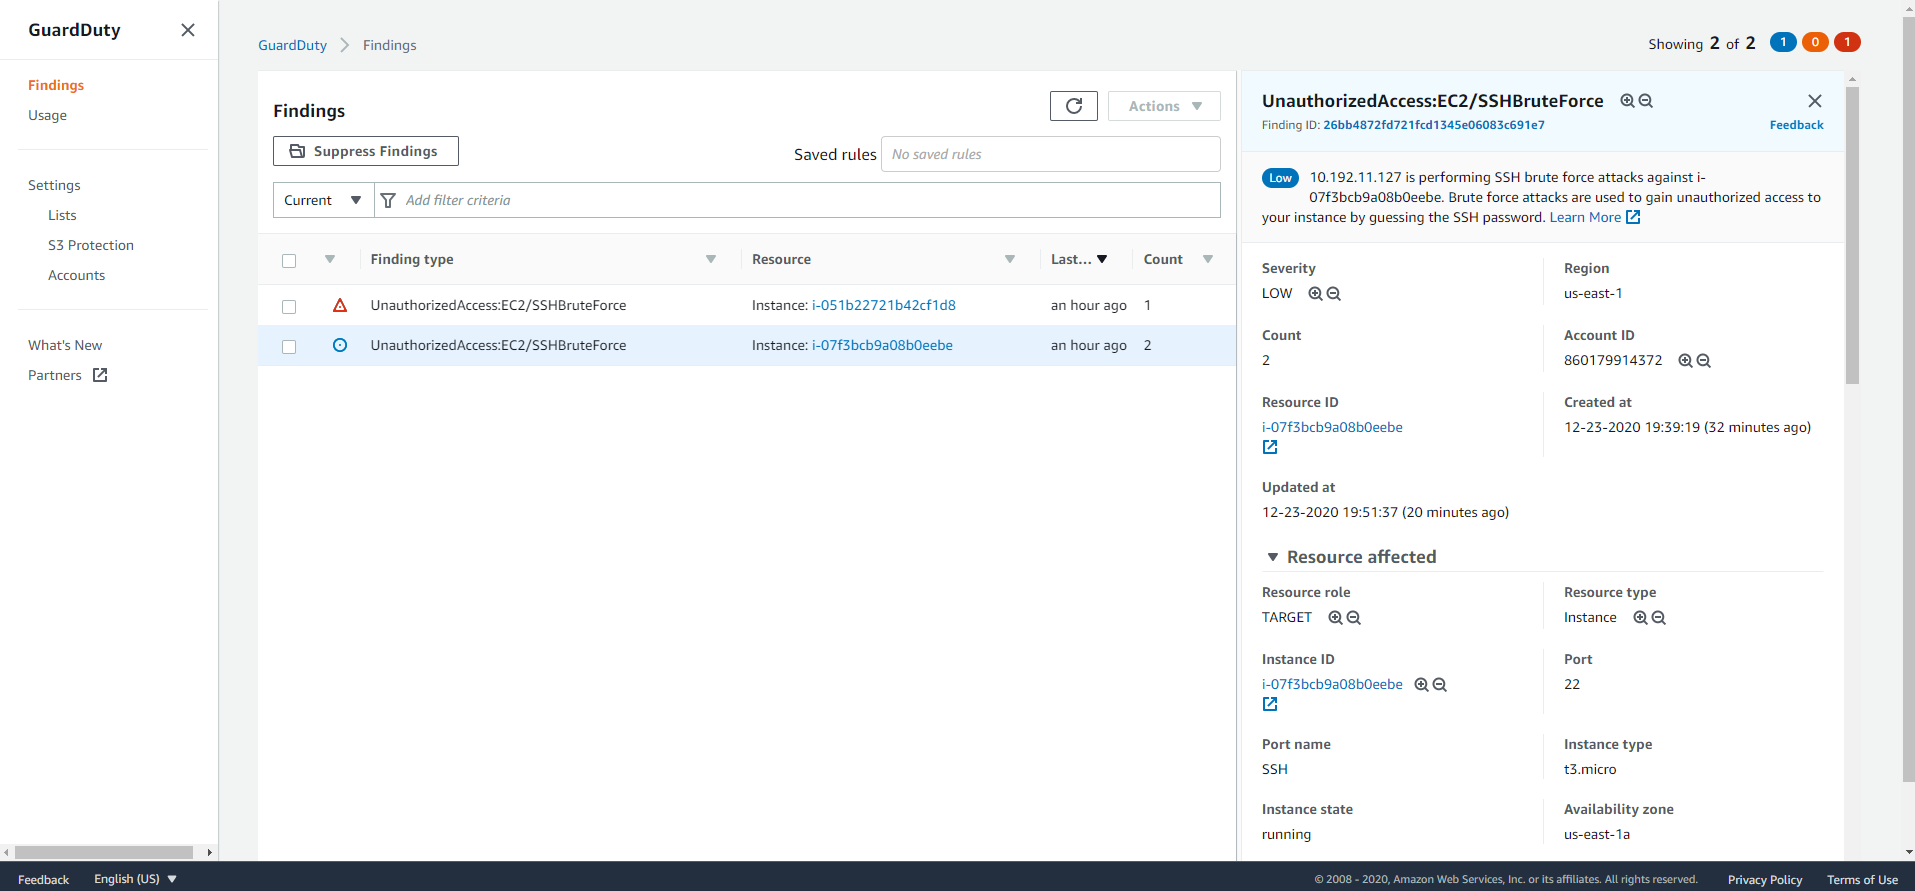 GuardDuty
Findings
Usage
Settings
Lists
S3 Protection
Accounts
What's New
Partners
GuardDuty
Findings
Showing 2 of 2 1 0 1
Findings
Actions
Suppress Findings
Saved rules No saved rules
Current Add filter criteria
Finding type Resource Last... Count
UnauthorizedAccess:EC2/SSHBruteForce Instance: i-051b22721b42cf1d8 an hour ago 1
UnauthorizedAccess:EC2/SSHBruteForce Instance: i-07f3bcb9a08b0eebe an hour ago 2
UnauthorizedAccess:EC2/SSHBruteForce
Finding ID: 26bb4872fd721fcd1345e06083c691e7 Feedback
Low 10.192.11.127 is performing SSH brute force attacks against i-
07f3bcb9a08b0eebe. Brute force attacks are used to gain unauthorized access to
your instance by guessing the SSH password. Learn More
Severity Region
LOW us-east-1
Count Account ID
2 860179914372
Resource ID Created at
i-07f3bcb9a08b0eebe 12-23-2020 19:39:19 (32 minutes ago)
Updated at
12-23-2020 19:51:37 (20 minutes ago)
Resource affected
Resource role Resource type
TARGET Instance
Instance ID Port
i-07f3bcb9a08b0eebe 22
Port name Instance type
SSH t3.micro
Instance state Availability zone
running us-east-1a
Feedback English (US) © 2008 - 2020, Amazon Web Services, Inc. or its affiliates. All rights reserved. Privacy Policy Terms of Use